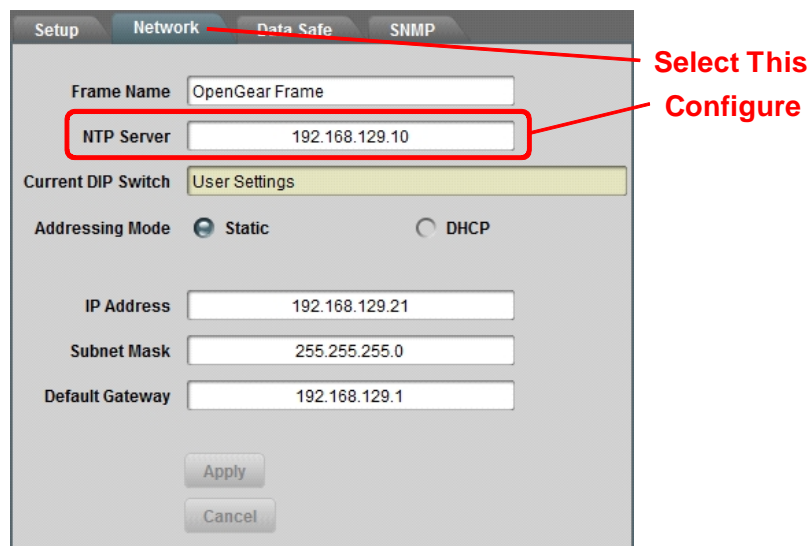 Setup Network Data Safe SNMP
Select This
Frame Name OpenGear Frame
Configure
NTP Server 192.168.129.10
Current DIP Switch User Settings
Addressing Mode Static DHCP
IP Address 192.168.129.21
Subnet Mask 255.255.255.0
Default Gateway 192.168.129.1
Apply
Cancel